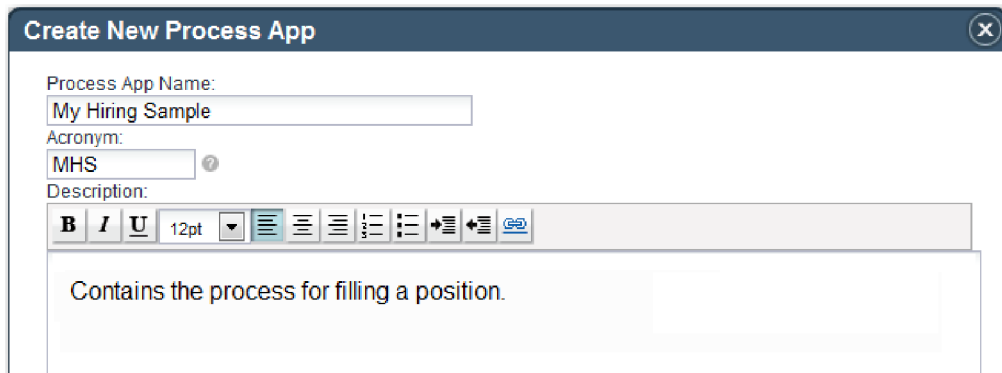 Create New Process App
Process App Name:
My Hiring Sample
Acronym:
MHS
?
Description:
B I U 12pt
Contains the process for filling a position.